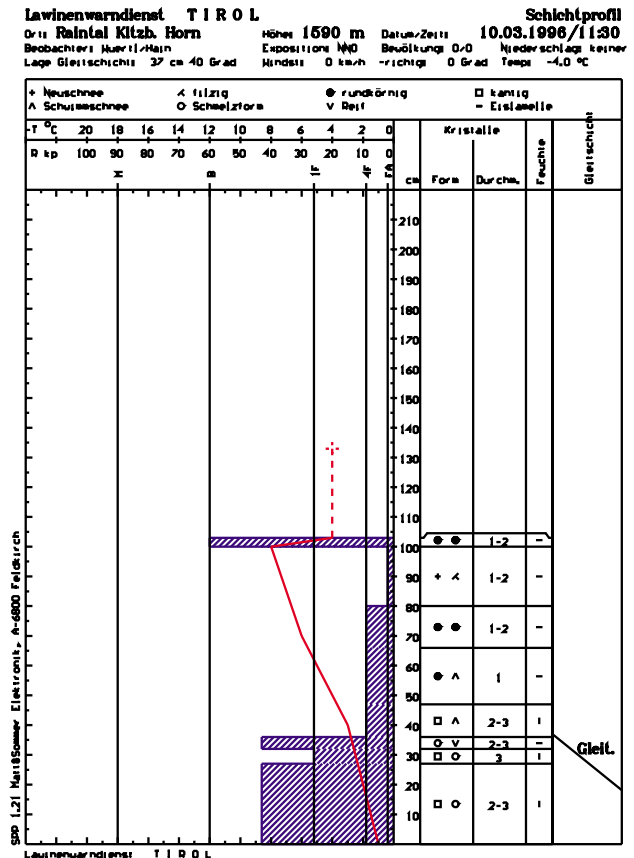 Lawinenwarndienst T I R O L Schichtprofil
Ort: Raintal Kitzb. Horn Höhe: 1590 m Datum/Zeit: 10.03.1996/11:30
Beobachter: Exposition: NNO Bewölkung: 0/0 Niederschlag: keiner
Lage Gleitschicht: 37 cm 40 Grad Windst: 0 km/h -richtg: 0 Grad Temp: -4.0 °C
+ Neuschnee filzig ● rundkörnig □ kantig
^ Schwimmschnee O Schmelzform V Reif - Eislamelle
-T °C 20 18 16 14 12 10 8 6 4 2 0 Kristalle
R kp 100 90 80 70 60 50 40 30 20 10 0
K B 1F 4F FA cm Form Durchm. Feuchte Gleitschicht
210
200
190
180
170
160
150
140
130
120
110
100 ● ● 1-2 -
90 + 1-2 -
80
70 ● ● 1-2 -
60
50 ● ^ 1 -
40 □ ^ 2-3 I
O V 2-3 - Gleit.
30 □ O 3 I
20
10 □ O 2-3 I
SPP 1.21 Hart&Sommer Elektronik, A-6800 Feldkirch
Lawinenwarndienst T I R O L